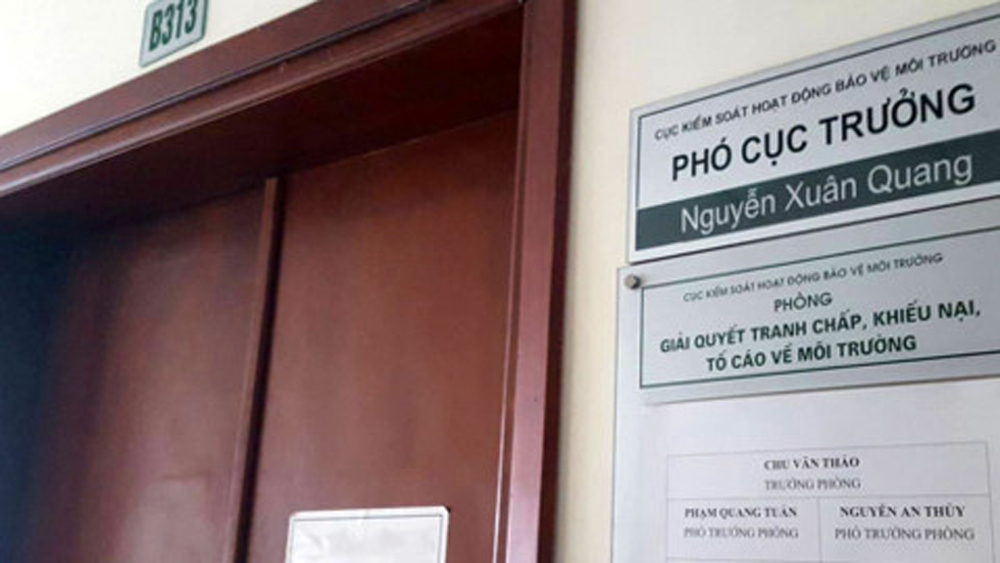 B313
CỤC KIỂM SOÁT HOẠT ĐỘNG BẢO VỆ MÔI TRƯỜNG
PHÓ CỤC TRƯỞNG
Nguyễn Xuân Quang
CỤC KIỂM SOÁT HOẠT ĐỘNG BẢO VỆ MÔI TRƯỜNG
PHÒNG
GIẢI QUYẾT TRANH CHẤP, KHIẾU NẠI,
TỐ CÁO VỀ MÔI TRƯỜNG
CHU VĂN THẢO
TRƯỞNG PHÒNG
PHẠM QUANG TUẤN
PHÓ TRƯỞNG PHÒNG
NGUYỄN AN THỦY
PHÓ TRƯỞNG PHÒNG